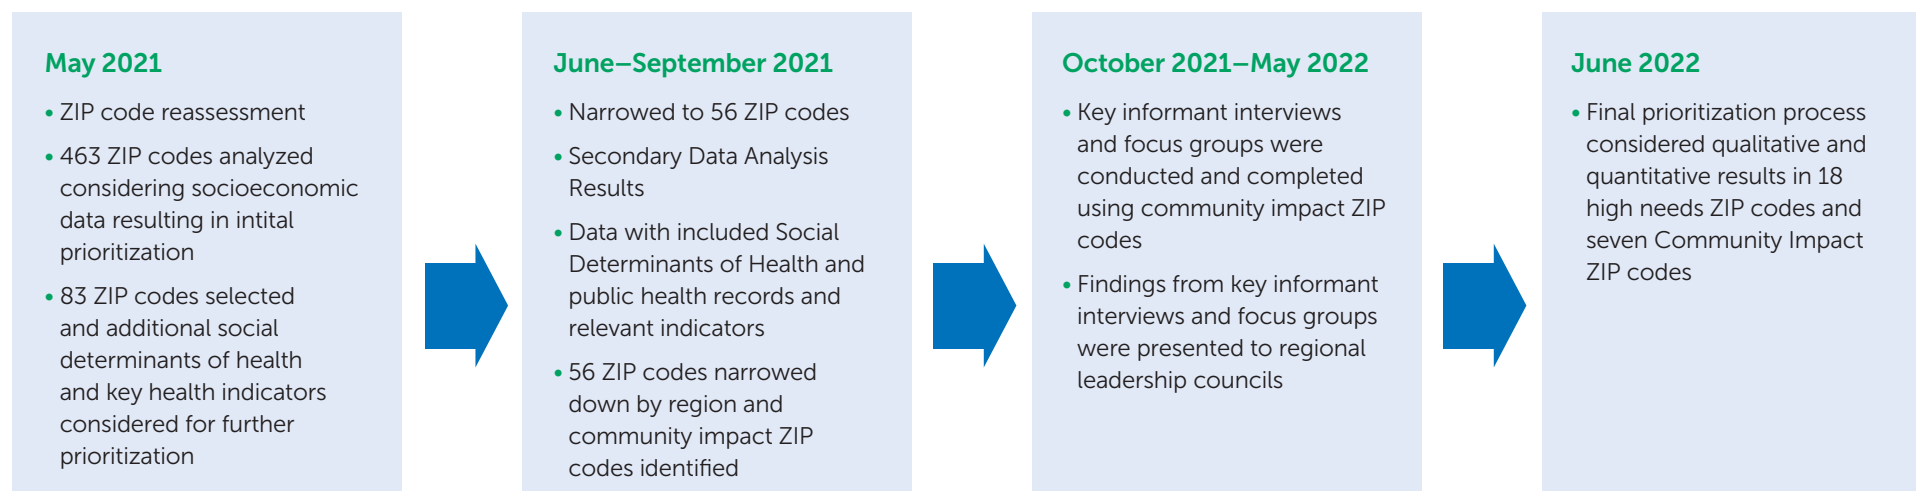 May 2021
• ZIP code reassessment
• 463 ZIP codes analyzed
considering socioeconomic
data resulting in intital
prioritization
• 83 ZIP codes selected
and additional social
determinants of health
and key health indicators
considered for further
prioritization
June–September 2021
• Narrowed to 56 ZIP codes
• Secondary Data Analysis
Results
• Data with included Social
Determinants of Health and
public health records and
relevant indicators
• 56 ZIP codes narrowed
down by region and
community impact ZIP
codes identified
October 2021–May 2022
• Key informant interviews
and focus groups were
conducted and completed
using community impact ZIP
codes
• Findings from key informant
interviews and focus groups
were presented to regional
leadership councils
June 2022
• Final prioritization process
considered qualitative and
quantitative results in 18
high needs ZIP codes and
seven Community Impact
ZIP codes